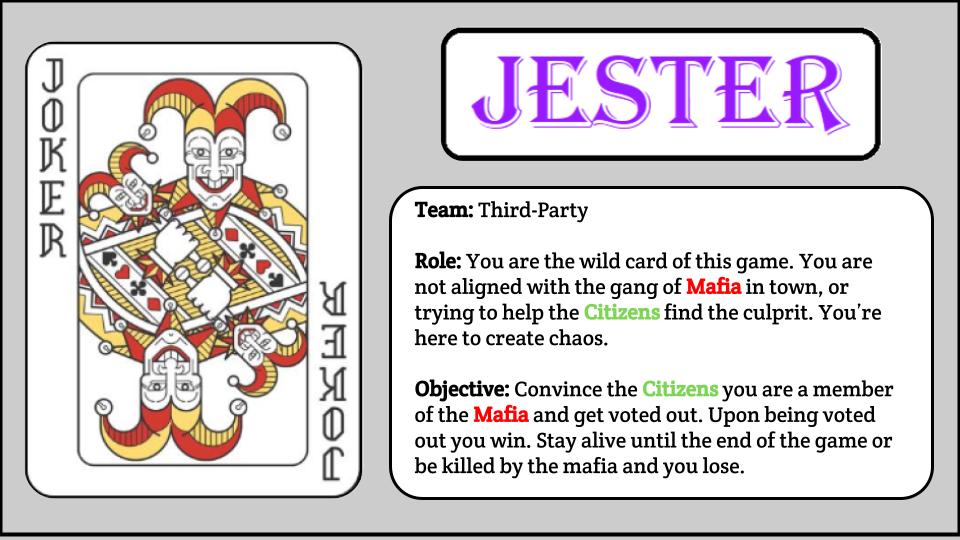 JOKER
JESTER
Team: Third-Party
Role: You are the wild card of this game. You are
not aligned with the gang of Mafia in town, or
trying to help the Citizens find the culprit. You’re
here to create chaos.
Objective: Convince the Citizens you are a member
of the Mafia and get voted out. Upon being voted
out you win. Stay alive until the end of the game or
be killed by the mafia and you lose.
JOKER